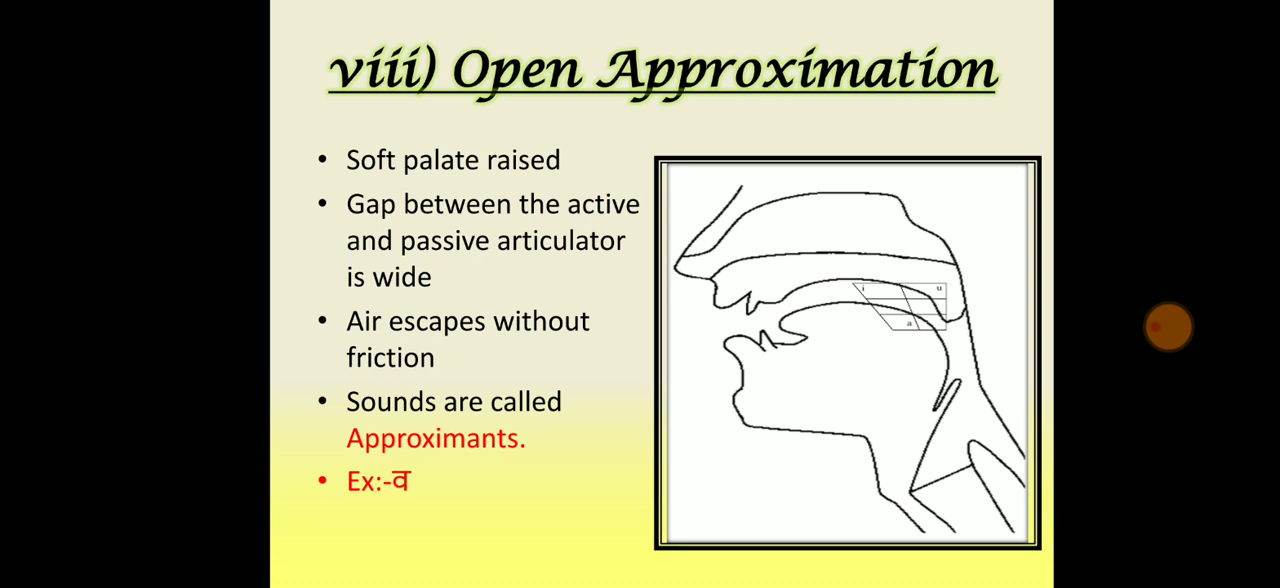 viii) Open Approximation
• Soft palate raised
• Gap between the active
and passive articulator
is wide
• Air escapes without
friction
• Sounds are called
Approximants.
• Ex:-व
i u
a